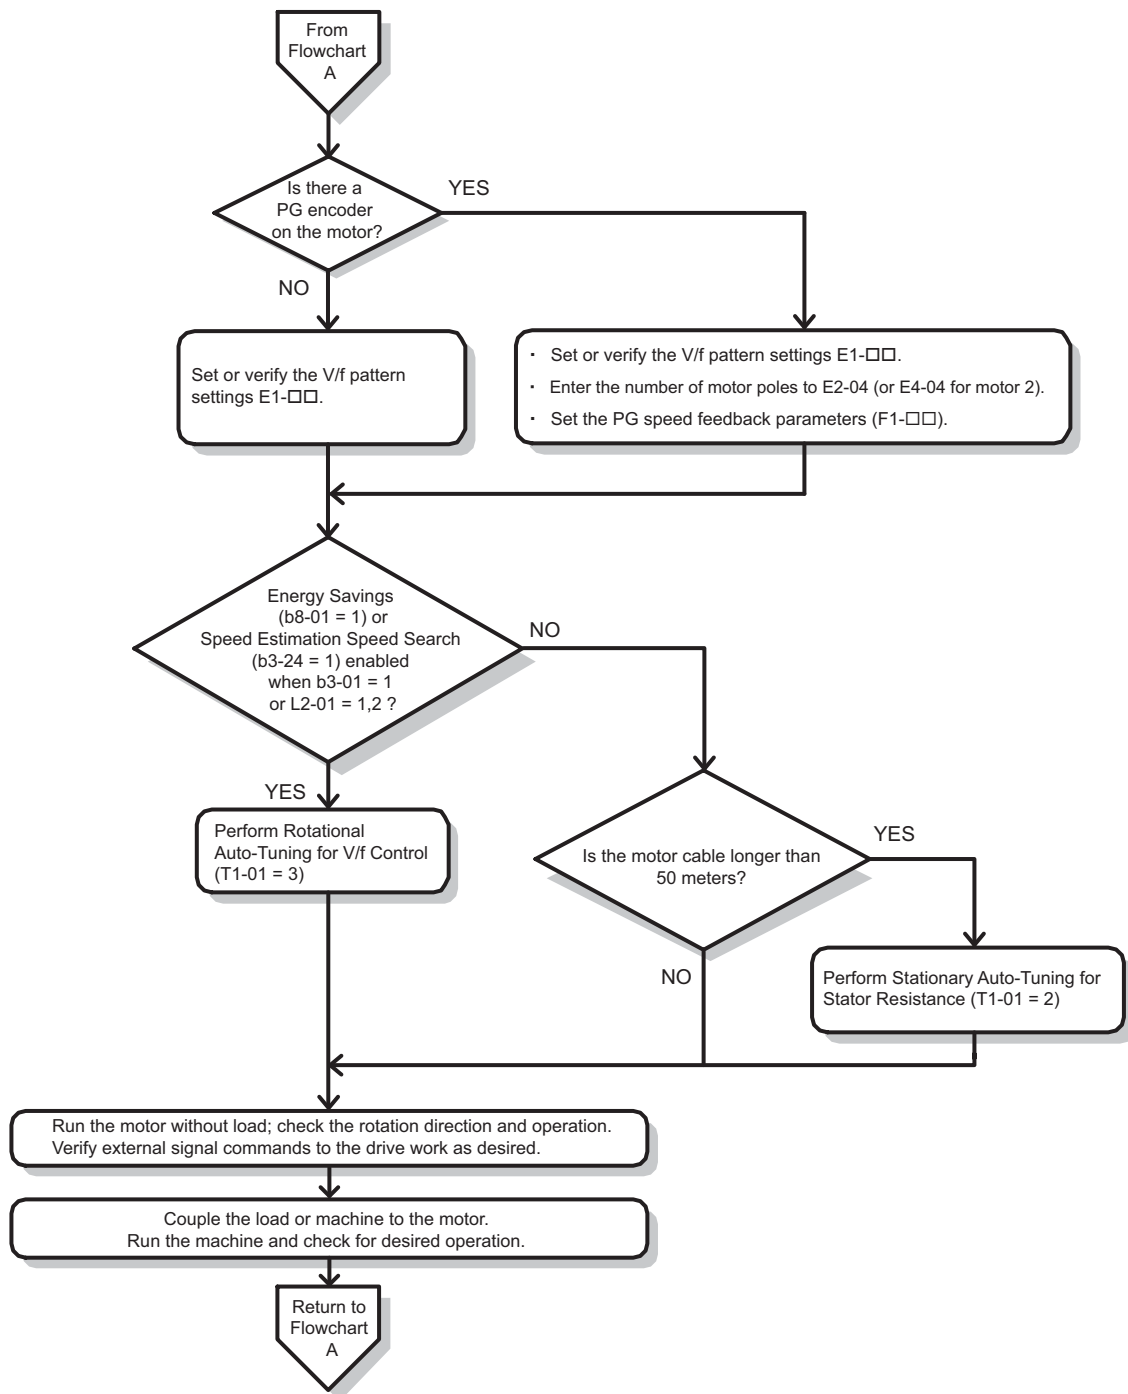 From
Flowchart
A
Is there a
PG encoder
on the motor?
YES
NO
Set or verify the V/f pattern
settings E1-□□.
· Set or verify the V/f pattern settings E1-□□.
· Enter the number of motor poles to E2-04 (or E4-04 for motor 2).
· Set the PG speed feedback parameters (F1-□□).
Energy Savings
(b8-01 = 1) or
Speed Estimation Speed Search
(b3-24 = 1) enabled
when b3-01 = 1
or L2-01 = 1,2 ?
NO
YES
Perform Rotational
Auto-Tuning for V/f Control
(T1-01 = 3)
Is the motor cable longer than
50 meters?
YES
NO
Perform Stationary Auto-Tuning for
Stator Resistance (T1-01 = 2)
Run the motor without load; check the rotation direction and operation.
Verify external signal commands to the drive work as desired.
Couple the load or machine to the motor.
Run the machine and check for desired operation.
Return to
Flowchart
A